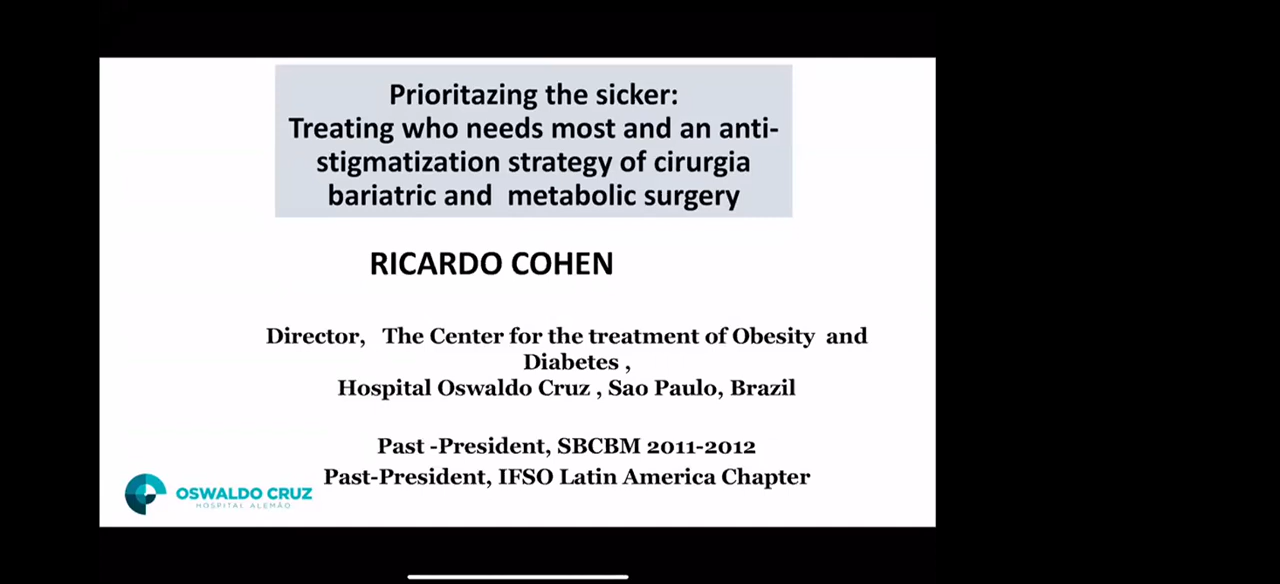 Prioritazing the sicker:
Treating who needs most and an anti-
stigmatization strategy of cirurgia
bariatric and metabolic surgery
RICARDO COHEN
Director, The Center for the treatment of Obesity and
Diabetes ,
Hospital Oswaldo Cruz , Sao Paulo, Brazil
Past -President, SBCBM 2011-2012
Past-President, IFSO Latin America Chapter
OSWALDO CRUZ
HOSPITAL ALEMÃO